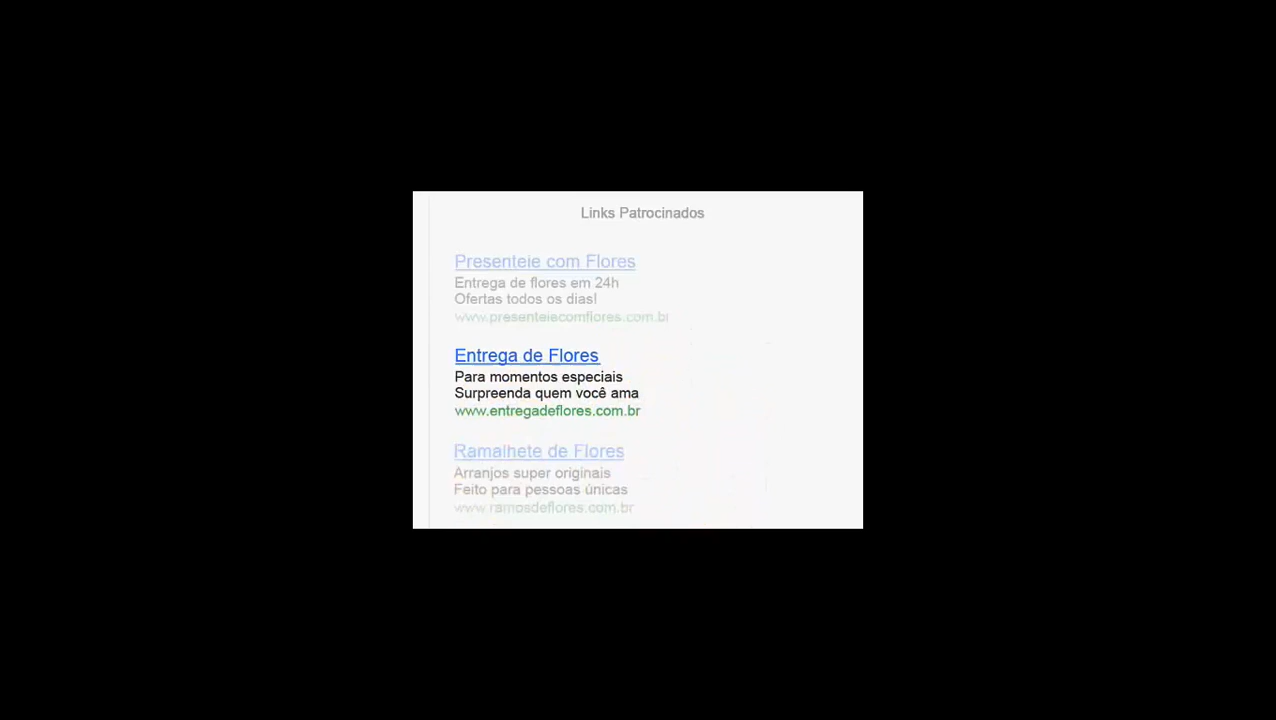 Links Patrocinados
Presenteie com Flores
Entrega de flores em 24h
Ofertas todos os dias!
www.presenteiecomflores.com.br
Entrega de Flores
Para momentos especiais
Surpreenda quem você ama
www.entregadeflores.com.br
Ramalhete de Flores
Arranjos super originais
Feito para pessoas únicas
www.ramosdeflores.com.br